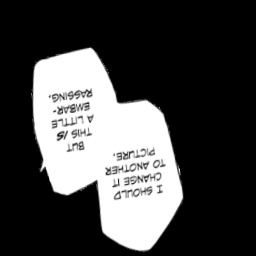 I SHOULD
CHANGE IT
TO ANOTHER
PICTURE.
BUT
THIS IS
A LITTLE
EMBAR-
RASSING.